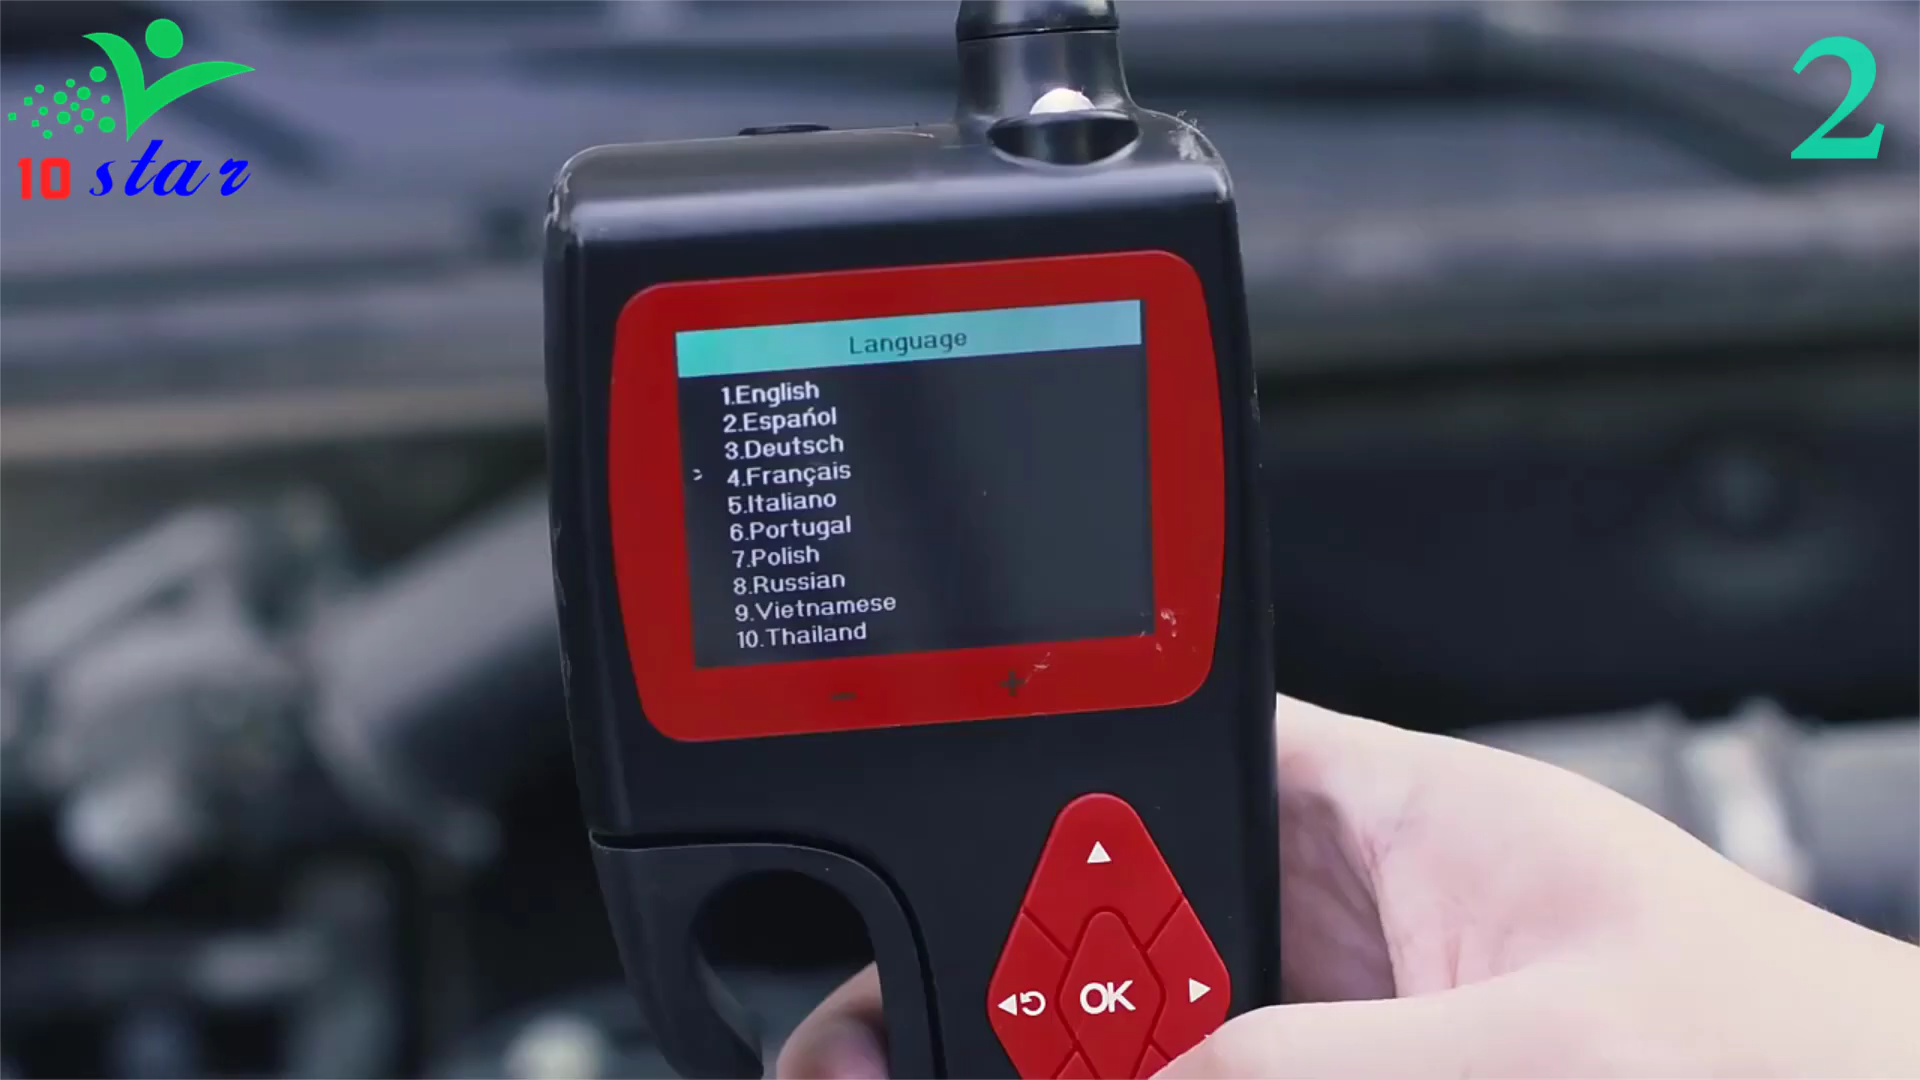 10 star
2
Language
1.English
2.Espańol
3.Deutsch
4.Français
5.Italiano
6.Portugal
7.Polish
8.Russian
9.Vietnamese
10.Thailand
- +
OK